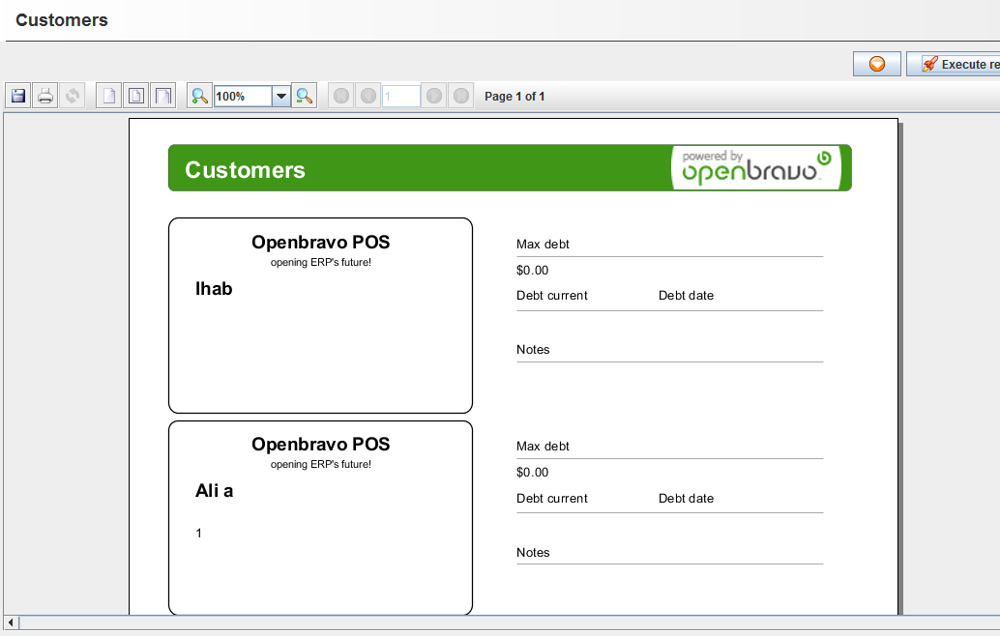 Customers
Execute re
100%
1
Page 1 of 1
Customers
powered by
openbravo
Openbravo POS
opening ERP's future!
Ihab
Max debt
$0.00
Debt current Debt date
Notes
Openbravo POS
opening ERP's future!
Ali a
1
Max debt
$0.00
Debt current Debt date
Notes